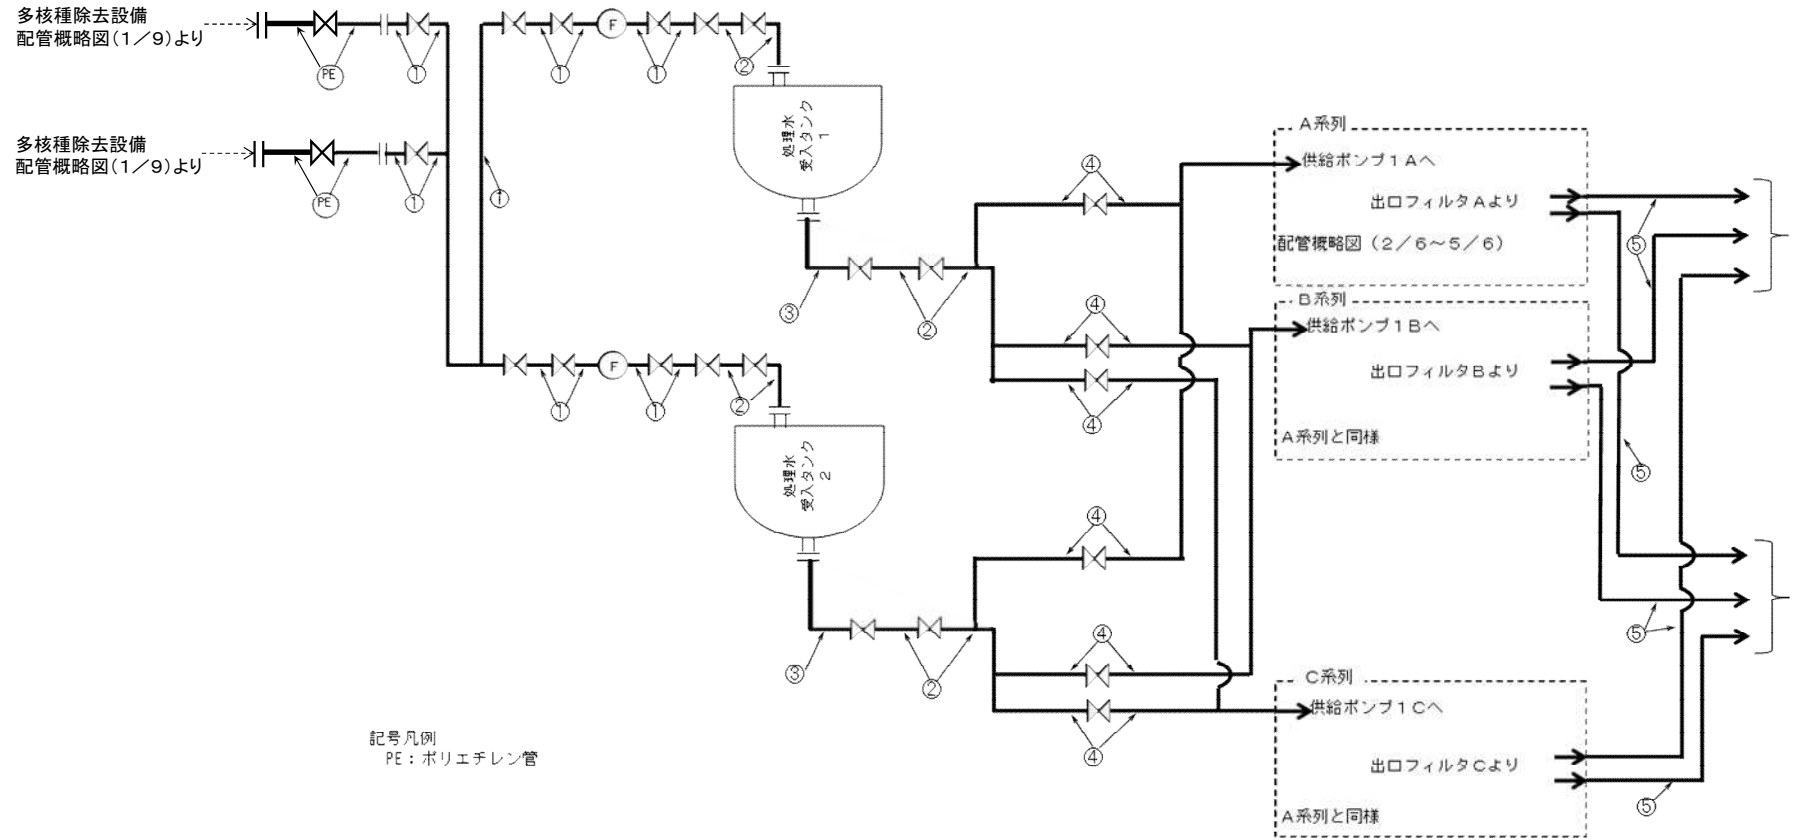 多核種除去設備
配管概略図(1/9)より
PE
①
①
F
①
②
多核種除去設備
配管概略図(1/9)より
PE
①
①
処理水
受入タンク
1
③
②
①
F
①
②
処理水
受入タンク
2
③
②
④
④
④
④
④
④
A系列
供給ポンプ1Aへ
出口フィルタAより
配管概略図(2/6～5/6)
B系列
供給ポンプ1Bへ
出口フィルタBより
A系列と同様
C系列
供給ポンプ1Cへ
出口フィルタCより
A系列と同様
⑤
⑤
⑤
⑤
記号凡例
PE:ポリエチレン管